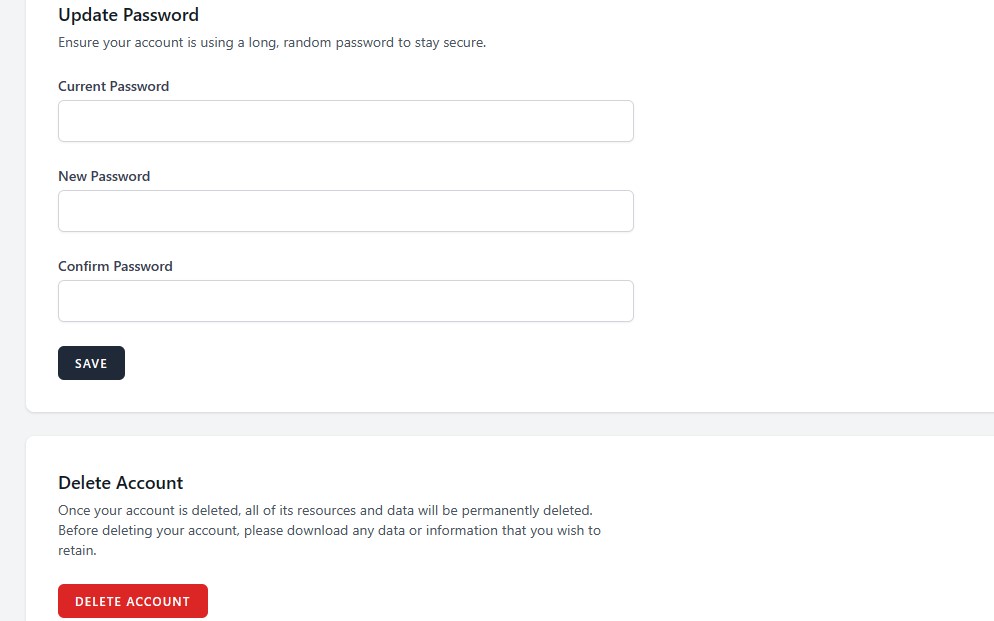 Update Password
Ensure your account is using a long, random password to stay secure.
Current Password
New Password
Confirm Password
SAVE
Delete Account
Once your account is deleted, all of its resources and data will be permanently deleted.
Before deleting your account, please download any data or information that you wish to
retain.
DELETE ACCOUNT